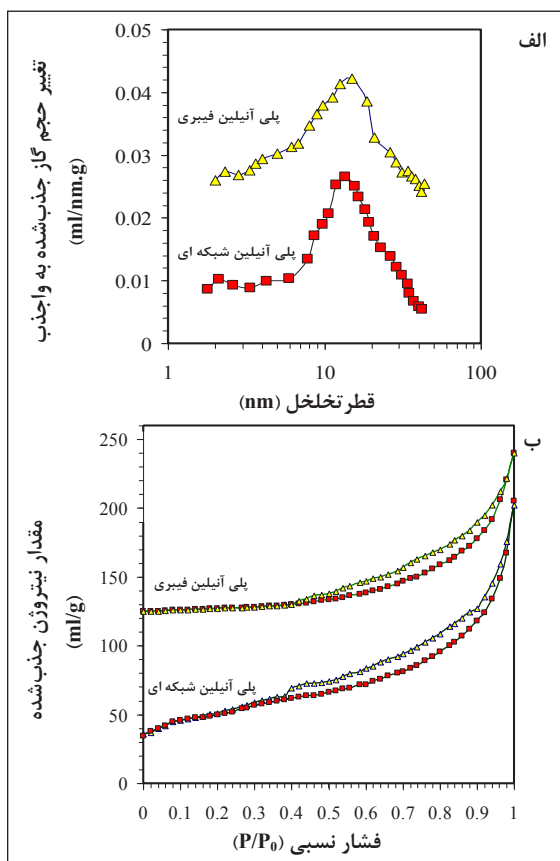 الف
0.05
0.04
0.03
0.02
0.01
0
تغییر حجم گاز جذب‌شده به واجذب
(ml/nm.g)
پلی آنیلین فیبری
پلی آنیلین شبکه ای
1
10
100
قطر تخلخل (nm)
ب
250
200
150
100
50
0
مقدار نیتروژن جذب‌شده
(ml/g)
پلی آنیلین فیبری
پلی آنیلین شبکه ای
0 0.1 0.2 0.3 0.4 0.5 0.6 0.7 0.8 0.9 1
فشار نسبی (P/P₀)